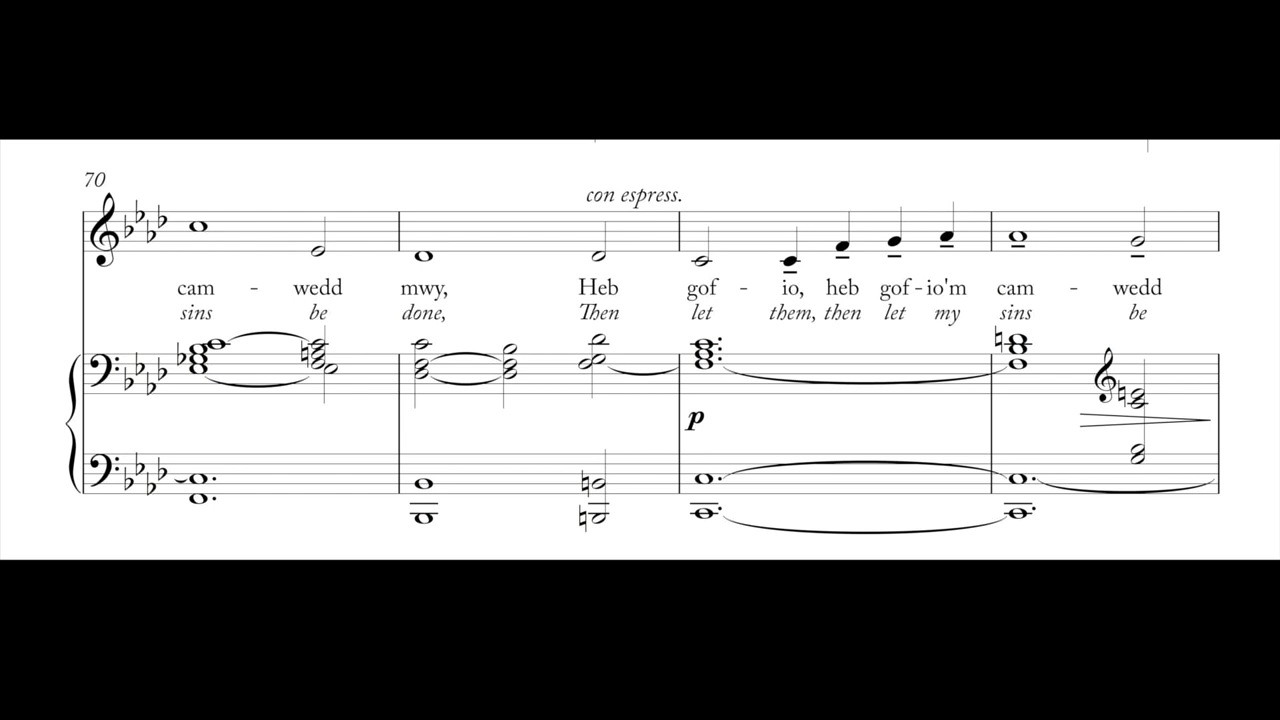 70
con espress.
cam - wedd mwy, Heb gof - io, heb gof - io'm cam - wedd
sins be done, Then let them, then let my sins be
p